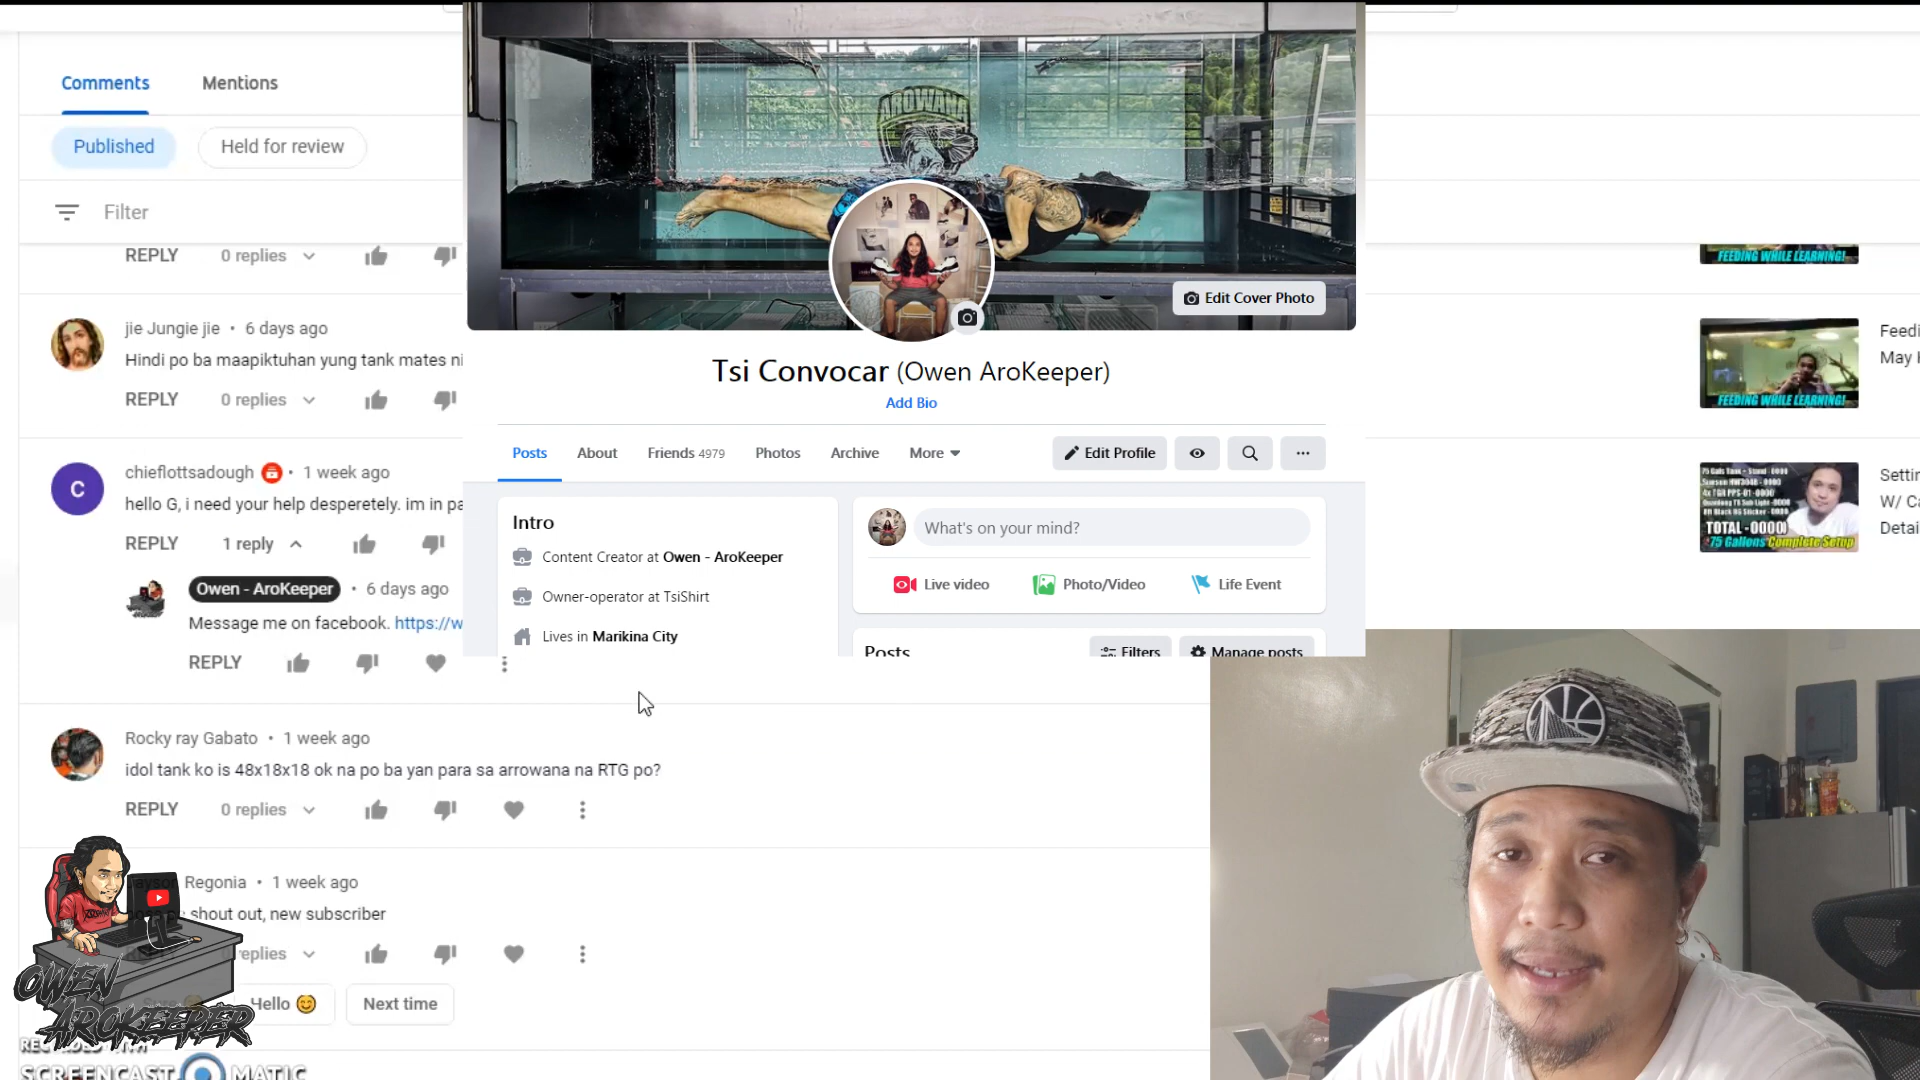 Comments
Mentions
Published
Held for review
Filter
REPLY
0 replies
jie Jungie jie • 6 days ago
Hindi po ba maapiktuhan yung tank mates ni
REPLY
0 replies
chieflottsadough • 1 week ago
hello G, i need your help desperetely. im in pa
REPLY
1 reply
Owen - AroKeeper • 6 days ago
Message me on facebook. https://w
REPLY
Rocky ray Gabato • 1 week ago
idol tank ko is 48x18x18 ok na po ba yan para sa arrowana na RTG po?
REPLY
0 replies
Regonia • 1 week ago
shout out, new subscriber
replies
Hello 😊
Next time
OWEN
AROKEEPER
RECORDED WITH
SCREENCAST MATIC
AROWANA
Edit Cover Photo
Tsi Convocar (Owen AroKeeper)
Add Bio
Posts
About
Friends 4979
Photos
Archive
More
Edit Profile
Intro
Content Creator at Owen - AroKeeper
Owner-operator at TsiShirt
Lives in Marikina City
What's on your mind?
Live video
Photo/Video
Life Event
Posts
Filters
Manage posts
FEEDING WHILE LEARNING!
FEEDING WHILE LEARNING!
Feedi
May
TOTAL -0000
75 Gallons Complete Setup
Settin
W/ Ca
Detai